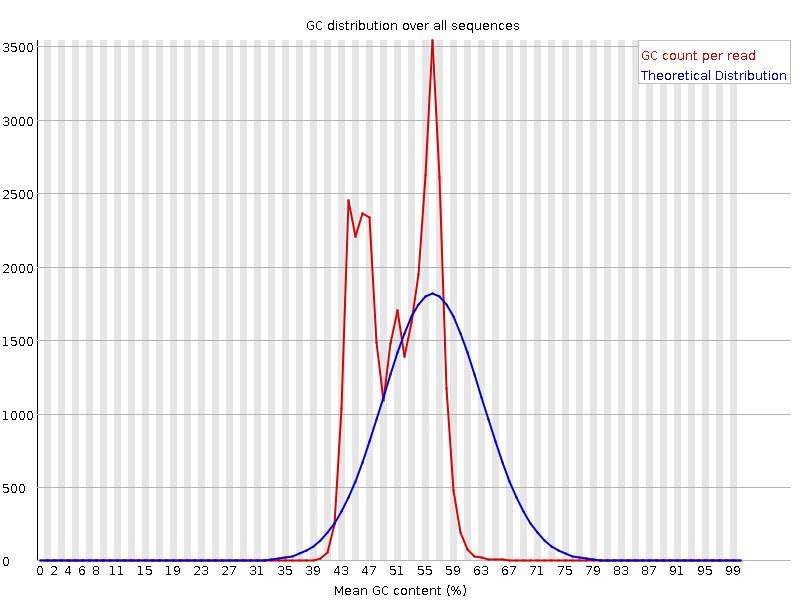 GC distribution over all sequences
GC count per read
Theoretical Distribution
3500
3000
2500
2000
1500
1000
500
0
0 2 4 6 8 11 15 19 23 27 31 35 39 43 47 51 55 59 63 67 71 75 79 83 87 91 95 99
Mean GC content (%)